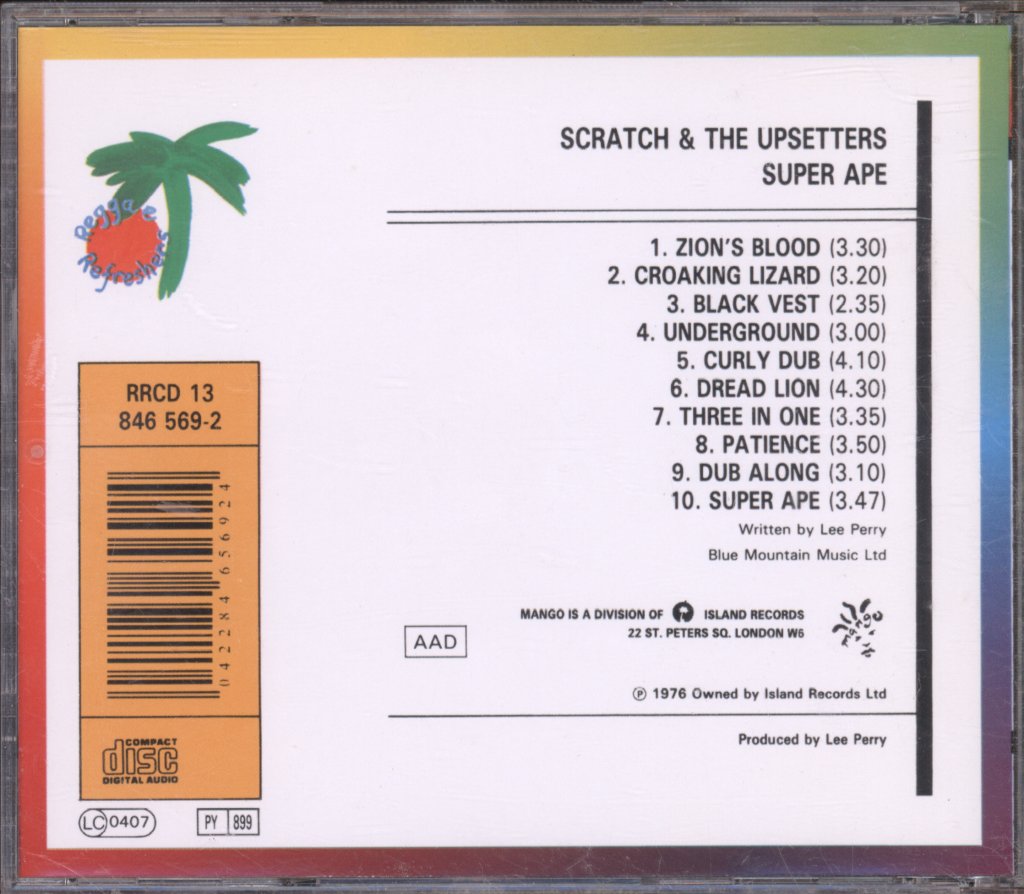 SCRATCH & THE UPSETTERS
SUPER APE
Reggae
Refreshers
1. ZION'S BLOOD (3.30)
2. CROAKING LIZARD (3.20)
3. BLACK VEST (2.35)
4. UNDERGROUND (3.00)
5. CURLY DUB (4.10)
6. DREAD LION (4.30)
7. THREE IN ONE (3.35)
8. PATIENCE (3.50)
9. DUB ALONG (3.10)
10. SUPER APE (3.47)
Written by Lee Perry
Blue Mountain Music Ltd
RRCD 13
846 569-2
042284656924
MANGO IS A DIVISION OF ISLAND RECORDS
22 ST. PETERS SQ. LONDON W6
mango
AAD
℗ 1976 Owned by Island Records Ltd
Produced by Lee Perry
COMPACT
disc
DIGITAL AUDIO
LC 0407
PY 899